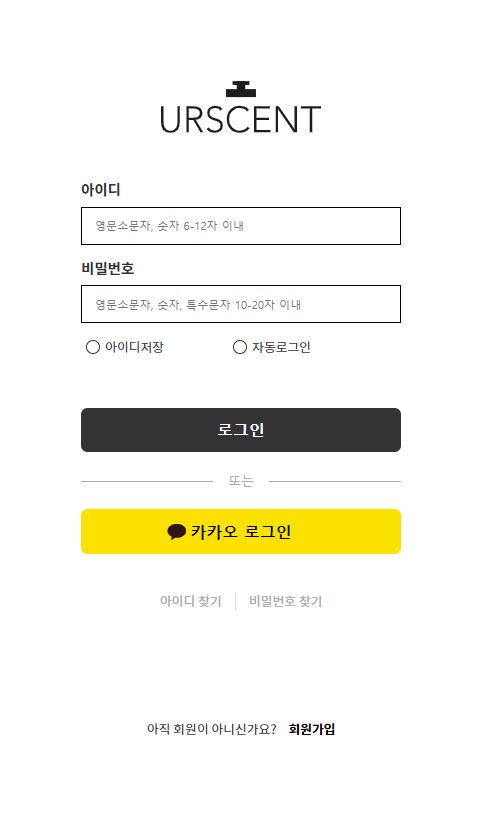 URSCENT
아이디
영문소문자, 숫자 6-12자 이내
비밀번호
영문소문자, 숫자, 특수문자 10-20자 이내
아이디저장 자동로그인
로그인
또는
카카오 로그인
아이디 찾기 비밀번호 찾기
아직 회원이 아니신가요? 회원가입